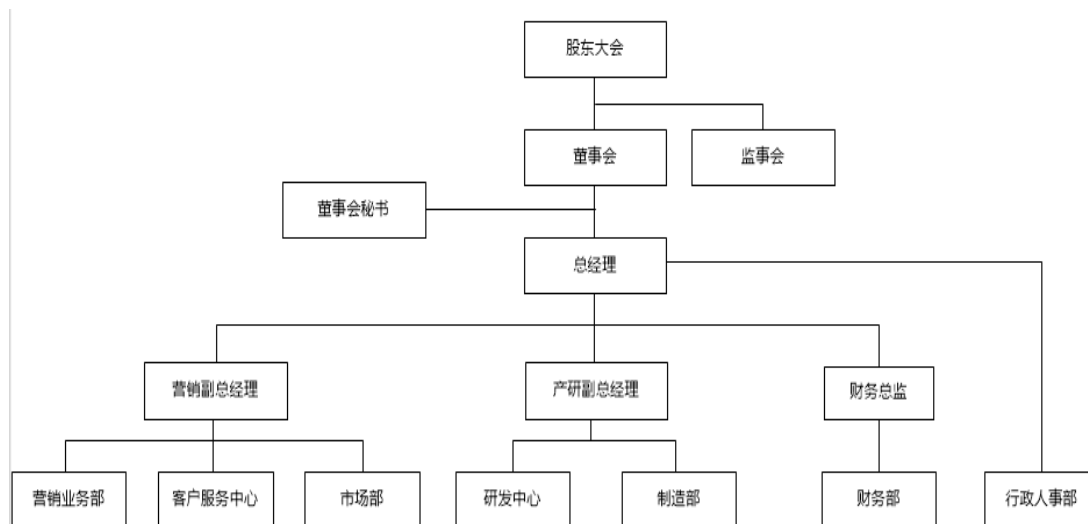 股东大会
董事会
监事会
董事会秘书
总经理
营销副总经理
产研副总经理
财务总监
营销业务部
客户服务中心
市场部
研发中心
制造部
财务部
行政人事部